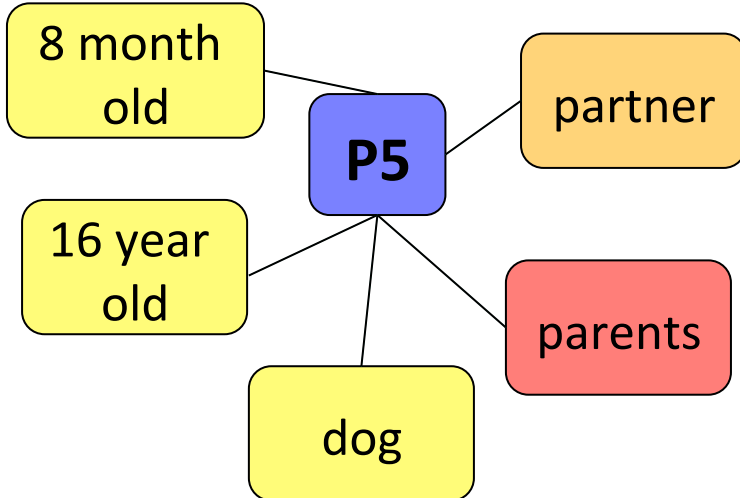 8 month
old
partner
P5
16 year
old
parents
dog